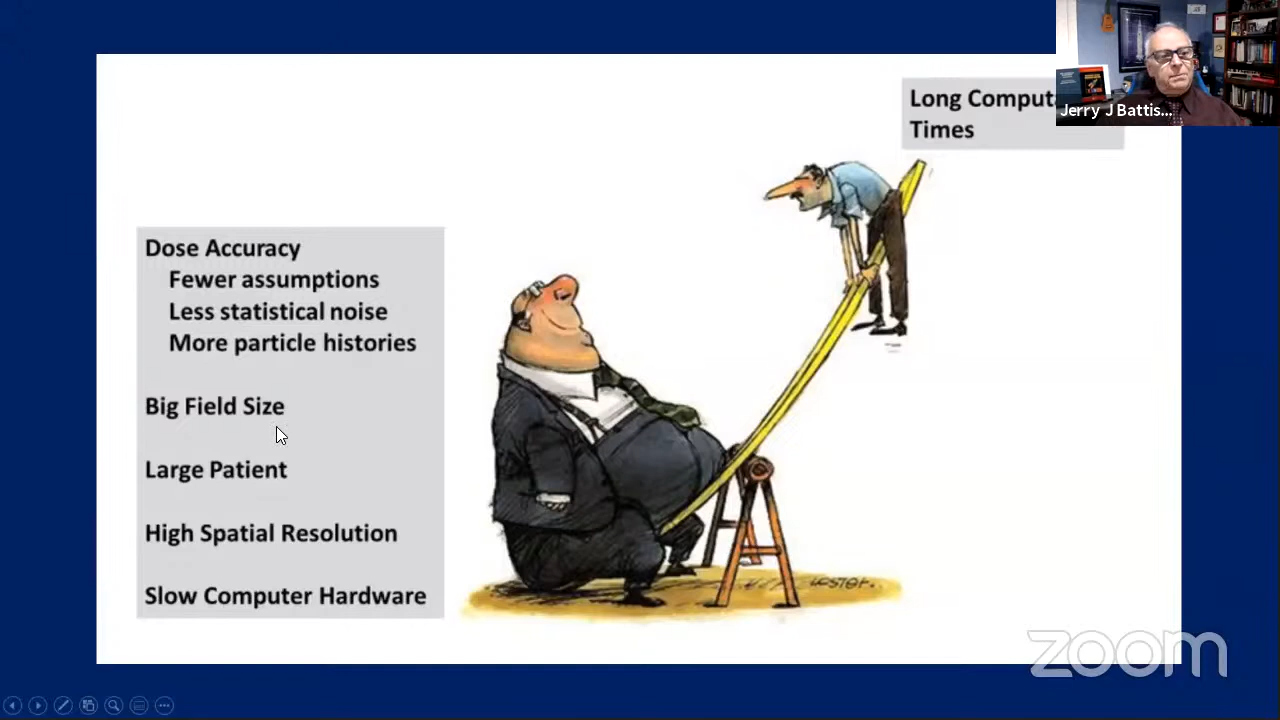 Long Computa
Times
Jerry J Battis...
Dose Accuracy
Fewer assumptions
Less statistical noise
More particle histories
Big Field Size
Large Patient
High Spatial Resolution
Slow Computer Hardware
zoom